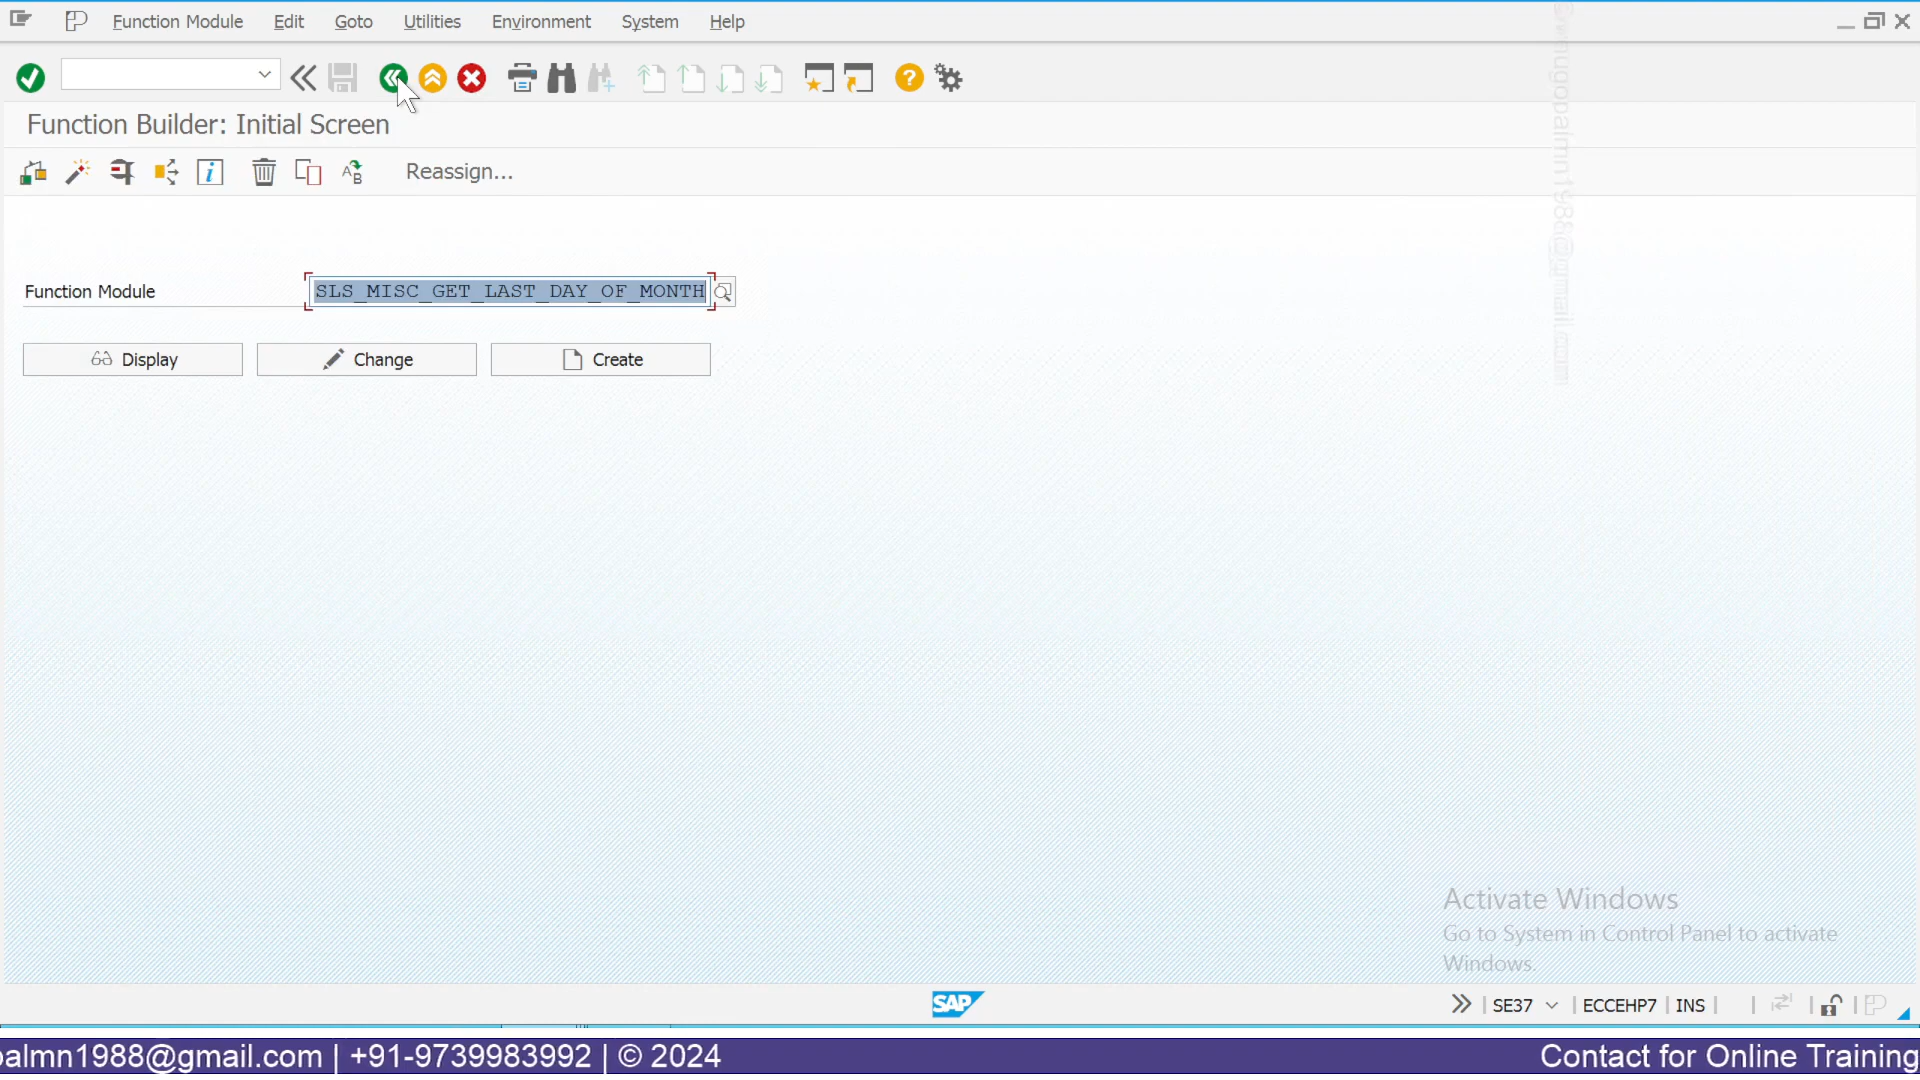 Function Module Edit Goto Utilities Environment System Help
Function Builder: Initial Screen
Reassign...
Function Module SLS_MISC_GET_LAST_DAY_OF_MONTH
Display Change Create
Activate Windows
Go to System in Control Panel to activate
Windows.
SAP
SE37 ECCEHP7 INS
palmn1988@gmail.com | +91-9739983992 | © 2024 Contact for Online Training